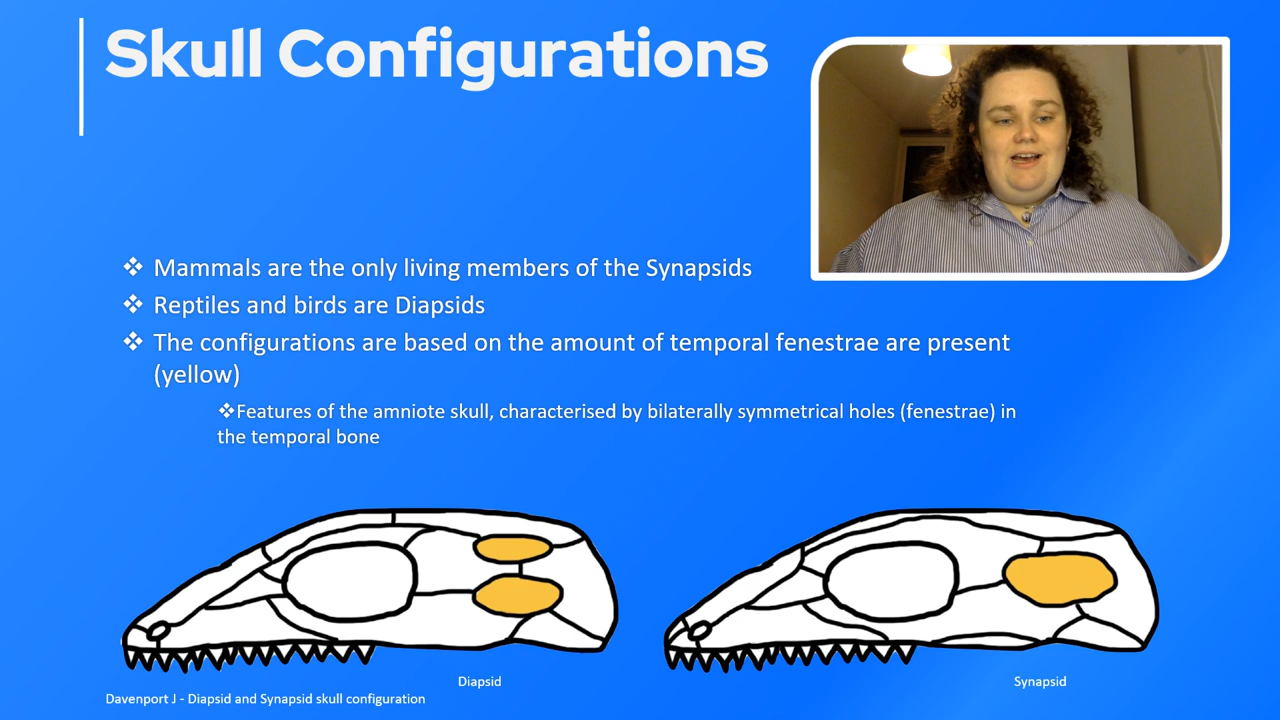 Skull Configurations
❖ Mammals are the only living members of the Synapsids
❖ Reptiles and birds are Diapsids
❖ The configurations are based on the amount of temporal fenestrae are present
(yellow)
❖Features of the amniote skull, characterised by bilaterally symmetrical holes (fenestrae) in
the temporal bone
Diapsid
Synapsid
Davenport J - Diapsid and Synapsid skull configuration